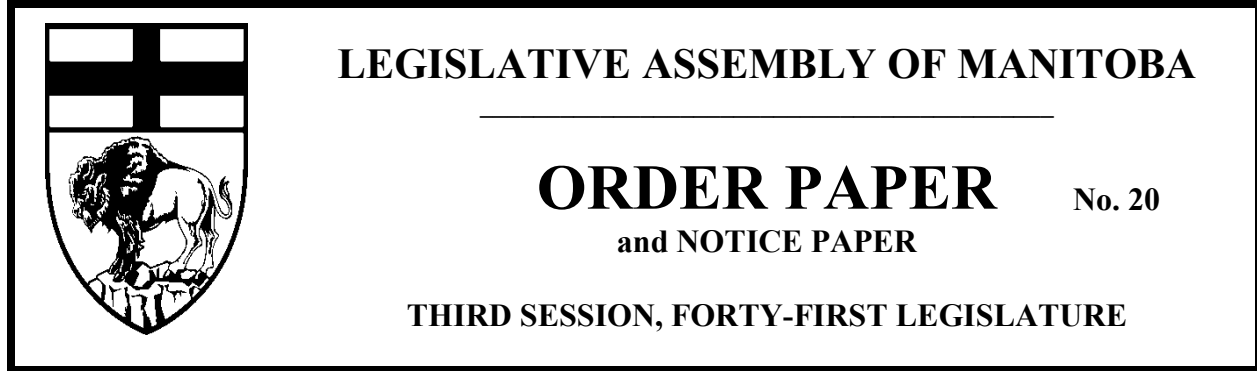 LEGISLATIVE ASSEMBLY OF MANITOBA
ORDER PAPER No. 20
and NOTICE PAPER
THIRD SESSION, FORTY-FIRST LEGISLATURE